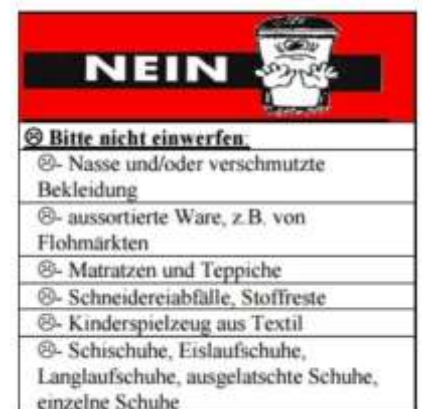 NEIN
☹ Bitte nicht einwerfen:
☹- Nasse und/oder verschmutzte
Bekleidung
☹- aussortierte Ware, z.B. von
Flohmärkten
☹- Matratzen und Teppiche
☹- Schneidereiabfälle, Stoffreste
☹- Kinderspielzeug aus Textil
☹- Schischuhe, Eislaufschuhe,
Langlaufschuhe, ausgelatschte Schuhe,
einzelne Schuhe